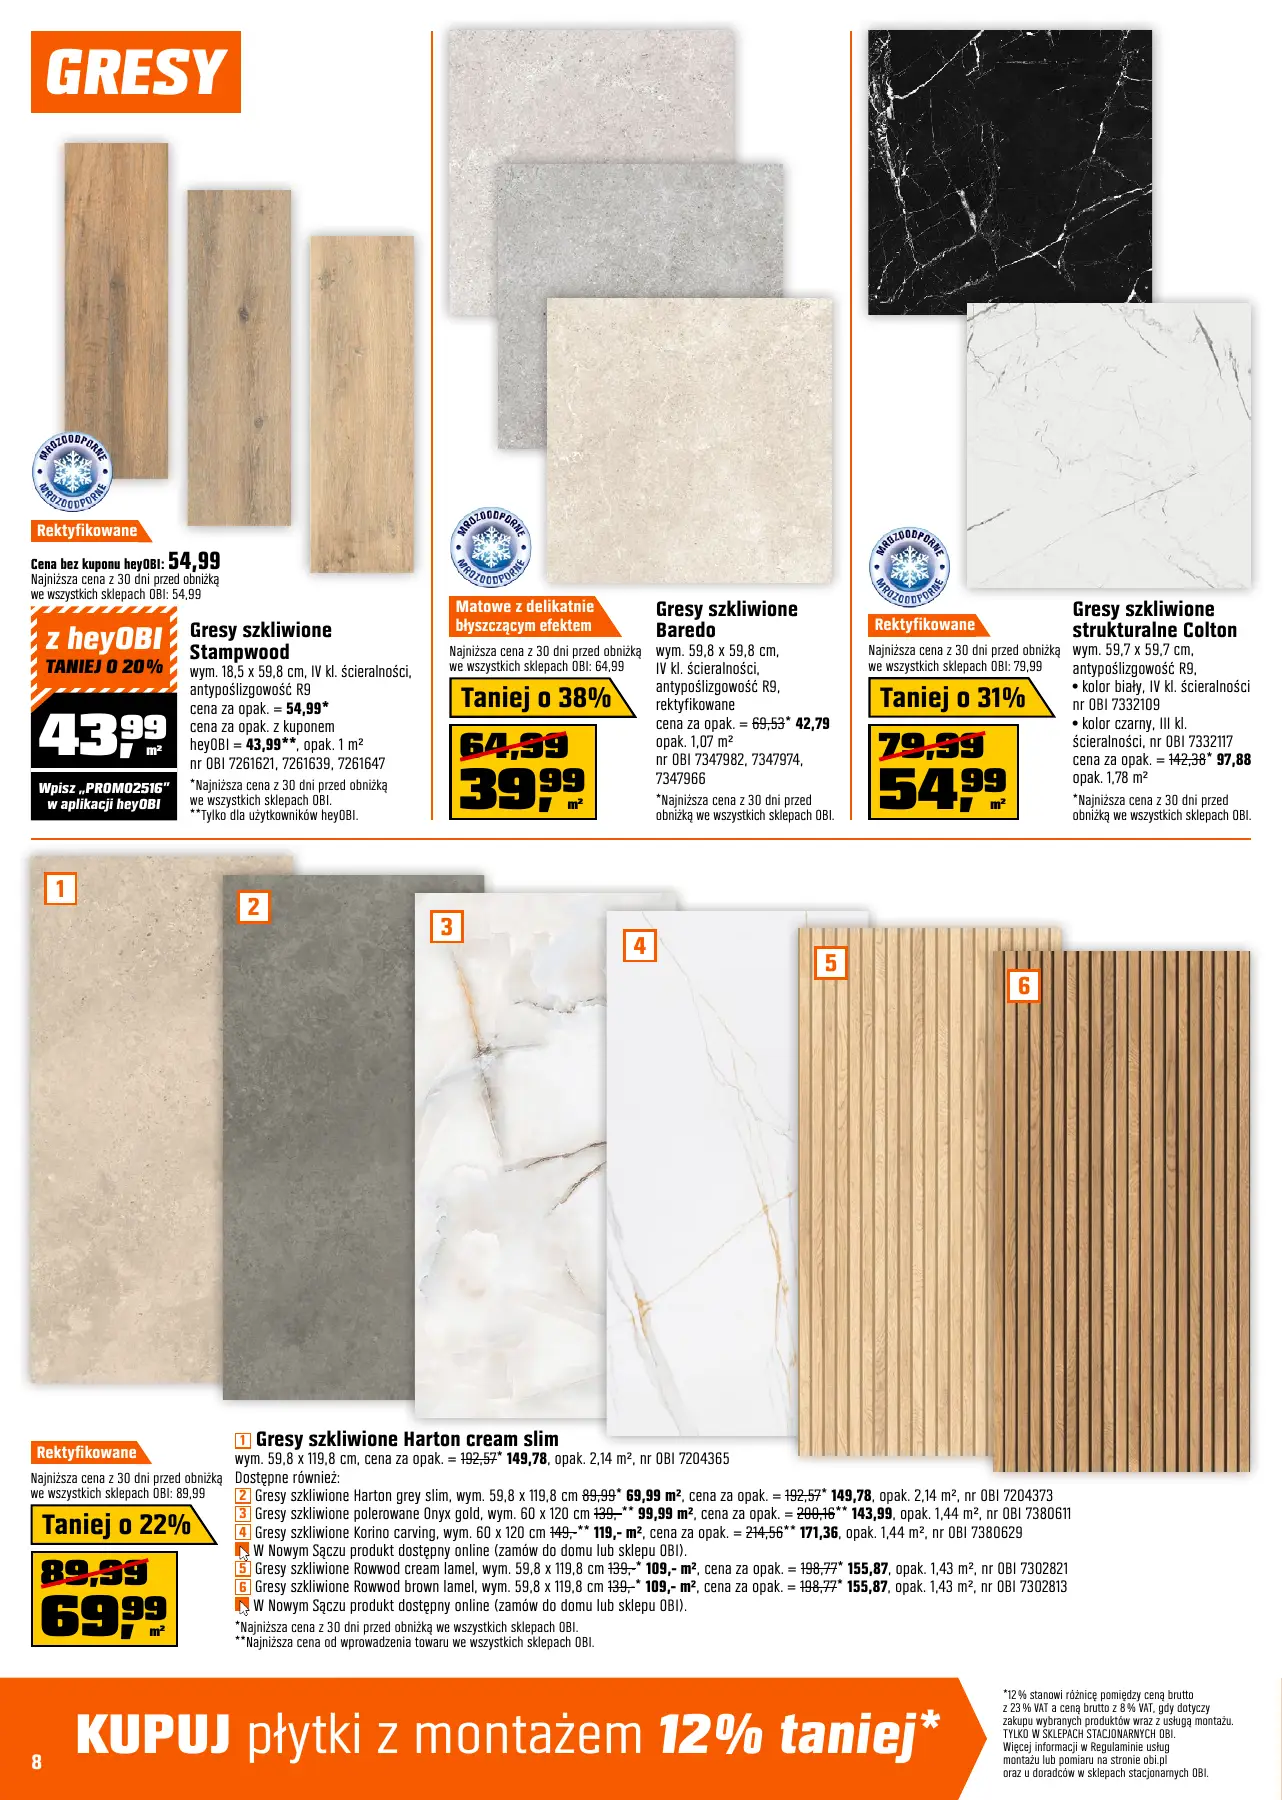 GRESY
MROZOODPORNE
MROZOODPORNE
Rektyfikowane
Cena bez kuponu heyOBI: 54,99
Najniższa cena z 30 dni przed obniżką
we wszystkich sklepach OBI: 54,99
z heyOBI
TANIEJ O 20%
43,99 m²
Wpisz „PROMO2516”
w aplikacji heyOBI
Gresy szkliwione
Stampwood
wym. 18,5 x 59,8 cm, IV kl. ścieralności,
antypoślizgowość R9
cena za opak. = 54,99*
cena za opak. z kuponem
heyOBI = 43,99**, opak. 1 m²
nr OBI 7261621, 7261639, 7261647
*Najniższa cena z 30 dni przed obniżką
we wszystkich sklepach OBI.
**Tylko dla użytkowników heyOBI.
MROZOODPORNE
MROZOODPORNE
Matowe z delikatnie
błyszczącym efektem
Najniższa cena z 30 dni przed obniżką
we wszystkich sklepach OBI: 64,99
Taniej o 38%
64,99
39,99 m²
Gresy szkliwione
Baredo
wym. 59,8 x 59,8 cm,
IV kl. ścieralności,
antypoślizgowość R9,
rektyfikowane
cena za opak. = 69,53* 42,79
opak. 1,07 m²
nr OBI 7347982, 7347974,
7347966
*Najniższa cena z 30 dni przed
obniżką we wszystkich sklepach OBI.
MROZOODPORNE
MROZOODPORNE
Rektyfikowane
Najniższa cena z 30 dni przed obniżką
we wszystkich sklepach OBI: 79,99
Taniej o 31%
79,99
54,99 m²
Gresy szkliwione
strukturalne Colton
wym. 59,7 x 59,7 cm,
antypoślizgowość R9,
• kolor biały, IV kl. ścieralności
nr OBI 7332109
• kolor czarny, III kl.
ścieralności, nr OBI 7332117
cena za opak. = 142,38* 97,88
opak. 1,78 m²
*Najniższa cena z 30 dni przed
obniżką we wszystkich sklepach OBI.
1
2
3
4
5
6
Rektyfikowane
Najniższa cena z 30 dni przed obniżką
we wszystkich sklepach OBI: 89,99
Taniej o 22%
89,99
69,99 m²
1 Gresy szkliwione Harton cream slim
wym. 59,8 x 119,8 cm, cena za opak. = 192,57* 149,78, opak. 2,14 m², nr OBI 7204365
Dostępne również:
2 Gresy szkliwione Harton grey slim, wym. 59,8 x 119,8 cm 89,99* 69,99 m², cena za opak. = 192,57* 149,78, opak. 2,14 m², nr OBI 7204373
3 Gresy szkliwione polerowane Onyx gold, wym. 60 x 120 cm 139,-** 99,99 m², cena za opak. = 200,16** 143,99, opak. 1,44 m², nr OBI 7380611
4 Gresy szkliwione Korino carving, wym. 60 x 120 cm 149,-** 119,- m², cena za opak. = 214,56** 171,36, opak. 1,44 m², nr OBI 7380629
W Nowym Sączu produkt dostępny online (zamów do domu lub sklepu OBI).
5 Gresy szkliwione Rowwod cream lamel, wym. 59,8 x 119,8 cm 139,-* 109,- m², cena za opak. = 198,77* 155,87, opak. 1,43 m², nr OBI 7302821
6 Gresy szkliwione Rowwod brown lamel, wym. 59,8 x 119,8 cm 139,-* 109,- m², cena za opak. = 198,77* 155,87, opak. 1,43 m², nr OBI 7302813
W Nowym Sączu produkt dostępny online (zamów do domu lub sklepu OBI).
*Najniższa cena z 30 dni przed obniżką we wszystkich sklepach OBI.
**Najniższa cena od wprowadzenia towaru we wszystkich sklepach OBI.
KUPUJ płytki z montażem 12% taniej*
*12 % stanowi różnicę pomiędzy ceną brutto
z 23 % VAT a ceną brutto z 8 % VAT, gdy dotyczy
zakupu wybranych produktów wraz z usługą montażu.
TYLKO W SKLEPACH STACJONARNYCH OBI.
Więcej informacji w Regulaminie usług
montażu lub pomiaru na stronie obi.pl
oraz u doradców w sklepach stacjonarnych OBI.
8